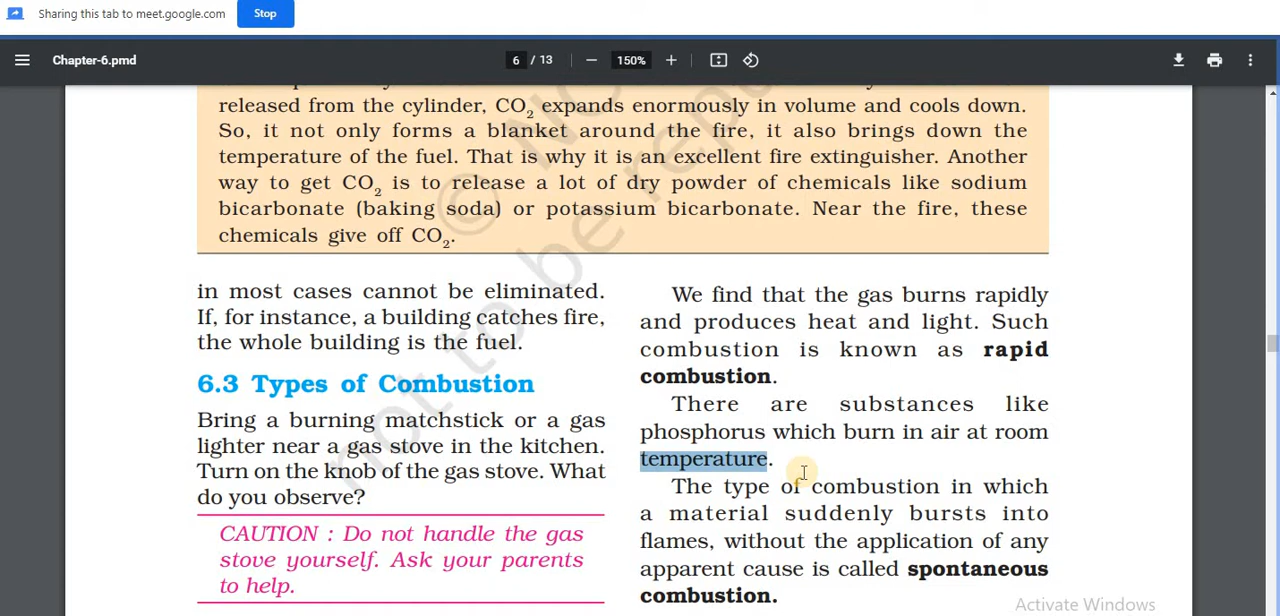 Sharing this tab to meet.google.com Stop
Chapter-6.pmd 6 / 13 150%
released from the cylinder, CO2 expands enormously in volume and cools down.
So, it not only forms a blanket around the fire, it also brings down the
temperature of the fuel. That is why it is an excellent fire extinguisher. Another
way to get CO2 is to release a lot of dry powder of chemicals like sodium
bicarbonate (baking soda) or potassium bicarbonate. Near the fire, these
chemicals give off CO2.
in most cases cannot be eliminated.
If, for instance, a building catches fire,
the whole building is the fuel.
6.3 Types of Combustion
Bring a burning matchstick or a gas
lighter near a gas stove in the kitchen.
Turn on the knob of the gas stove. What
do you observe?
CAUTION : Do not handle the gas
stove yourself. Ask your parents
to help.
We find that the gas burns rapidly
and produces heat and light. Such
combustion is known as rapid
combustion.
There are substances like
phosphorus which burn in air at room
temperature.
The type of combustion in which
a material suddenly bursts into
flames, without the application of any
apparent cause is called spontaneous
combustion.
not to be
Activate Windows